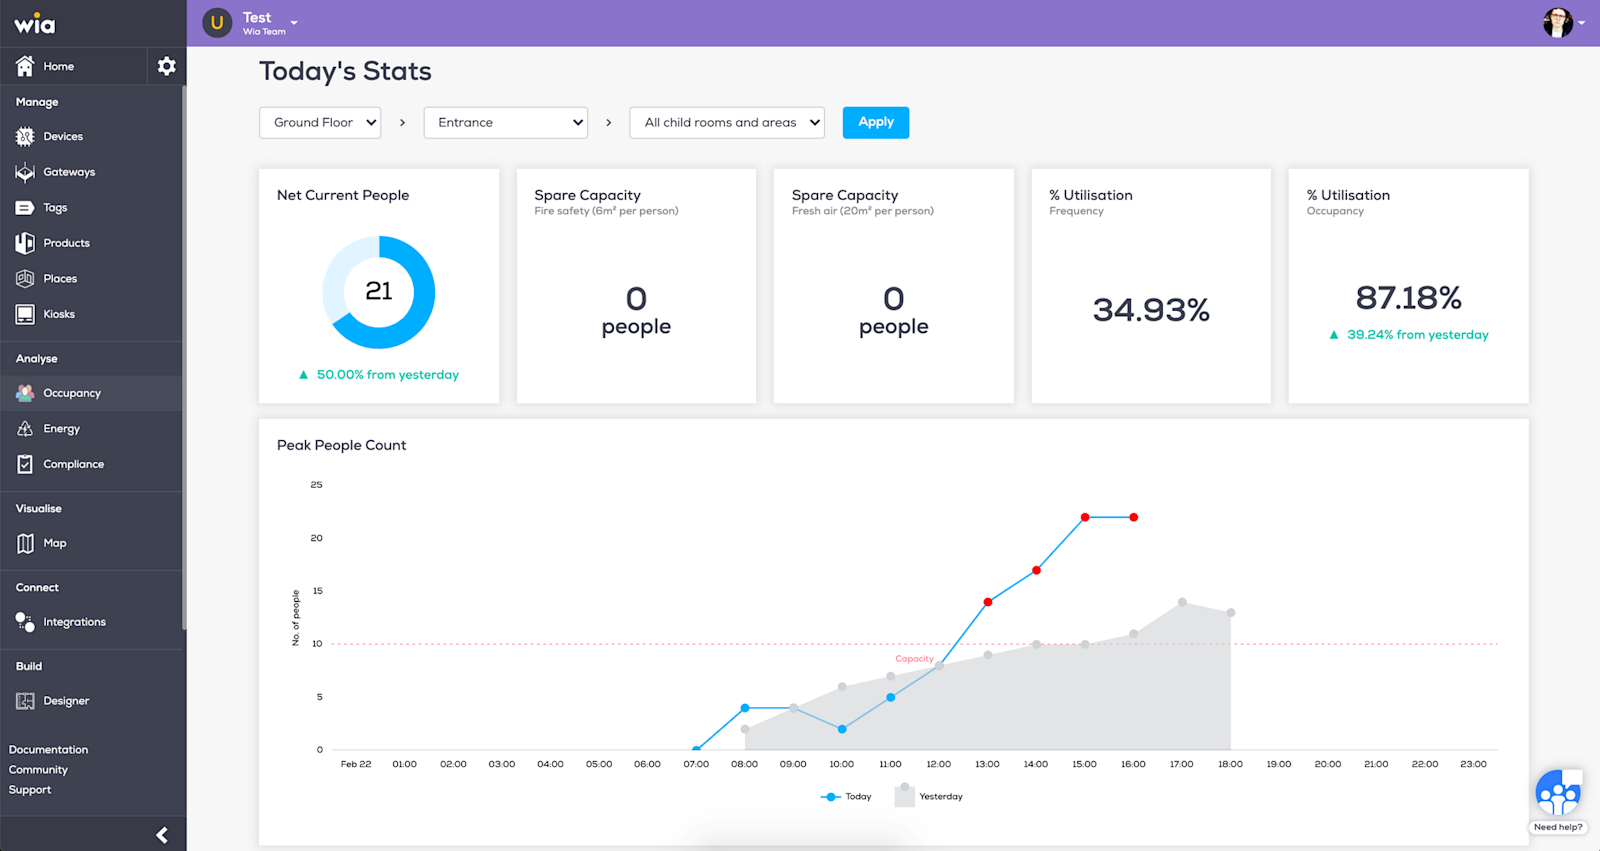 wia
U
Test
Wia Team
Home
Manage
Devices
Gateways
Tags
Products
Places
Kiosks
Analyse
Occupancy
Energy
Compliance
Visualise
Map
Connect
Integrations
Build
Designer
Documentation
Community
Support
Today's Stats
Ground Floor > Entrance > All child rooms and areas Apply
Net Current People
21
▲ 50.00% from yesterday
Spare Capacity
Fire safety (6m² per person)
0
people
Spare Capacity
Fresh air (20m² per person)
0
people
% Utilisation
Frequency
34.93%
% Utilisation
Occupancy
87.18%
▲ 39.24% from yesterday
Peak People Count
No. of people
25
20
15
10
5
0
Capacity
Feb 22 01:00 02:00 03:00 04:00 05:00 06:00 07:00 08:00 09:00 10:00 11:00 12:00 13:00 14:00 15:00 16:00 17:00 18:00 19:00 20:00 21:00 22:00 23:00
Today Yesterday
Need help?